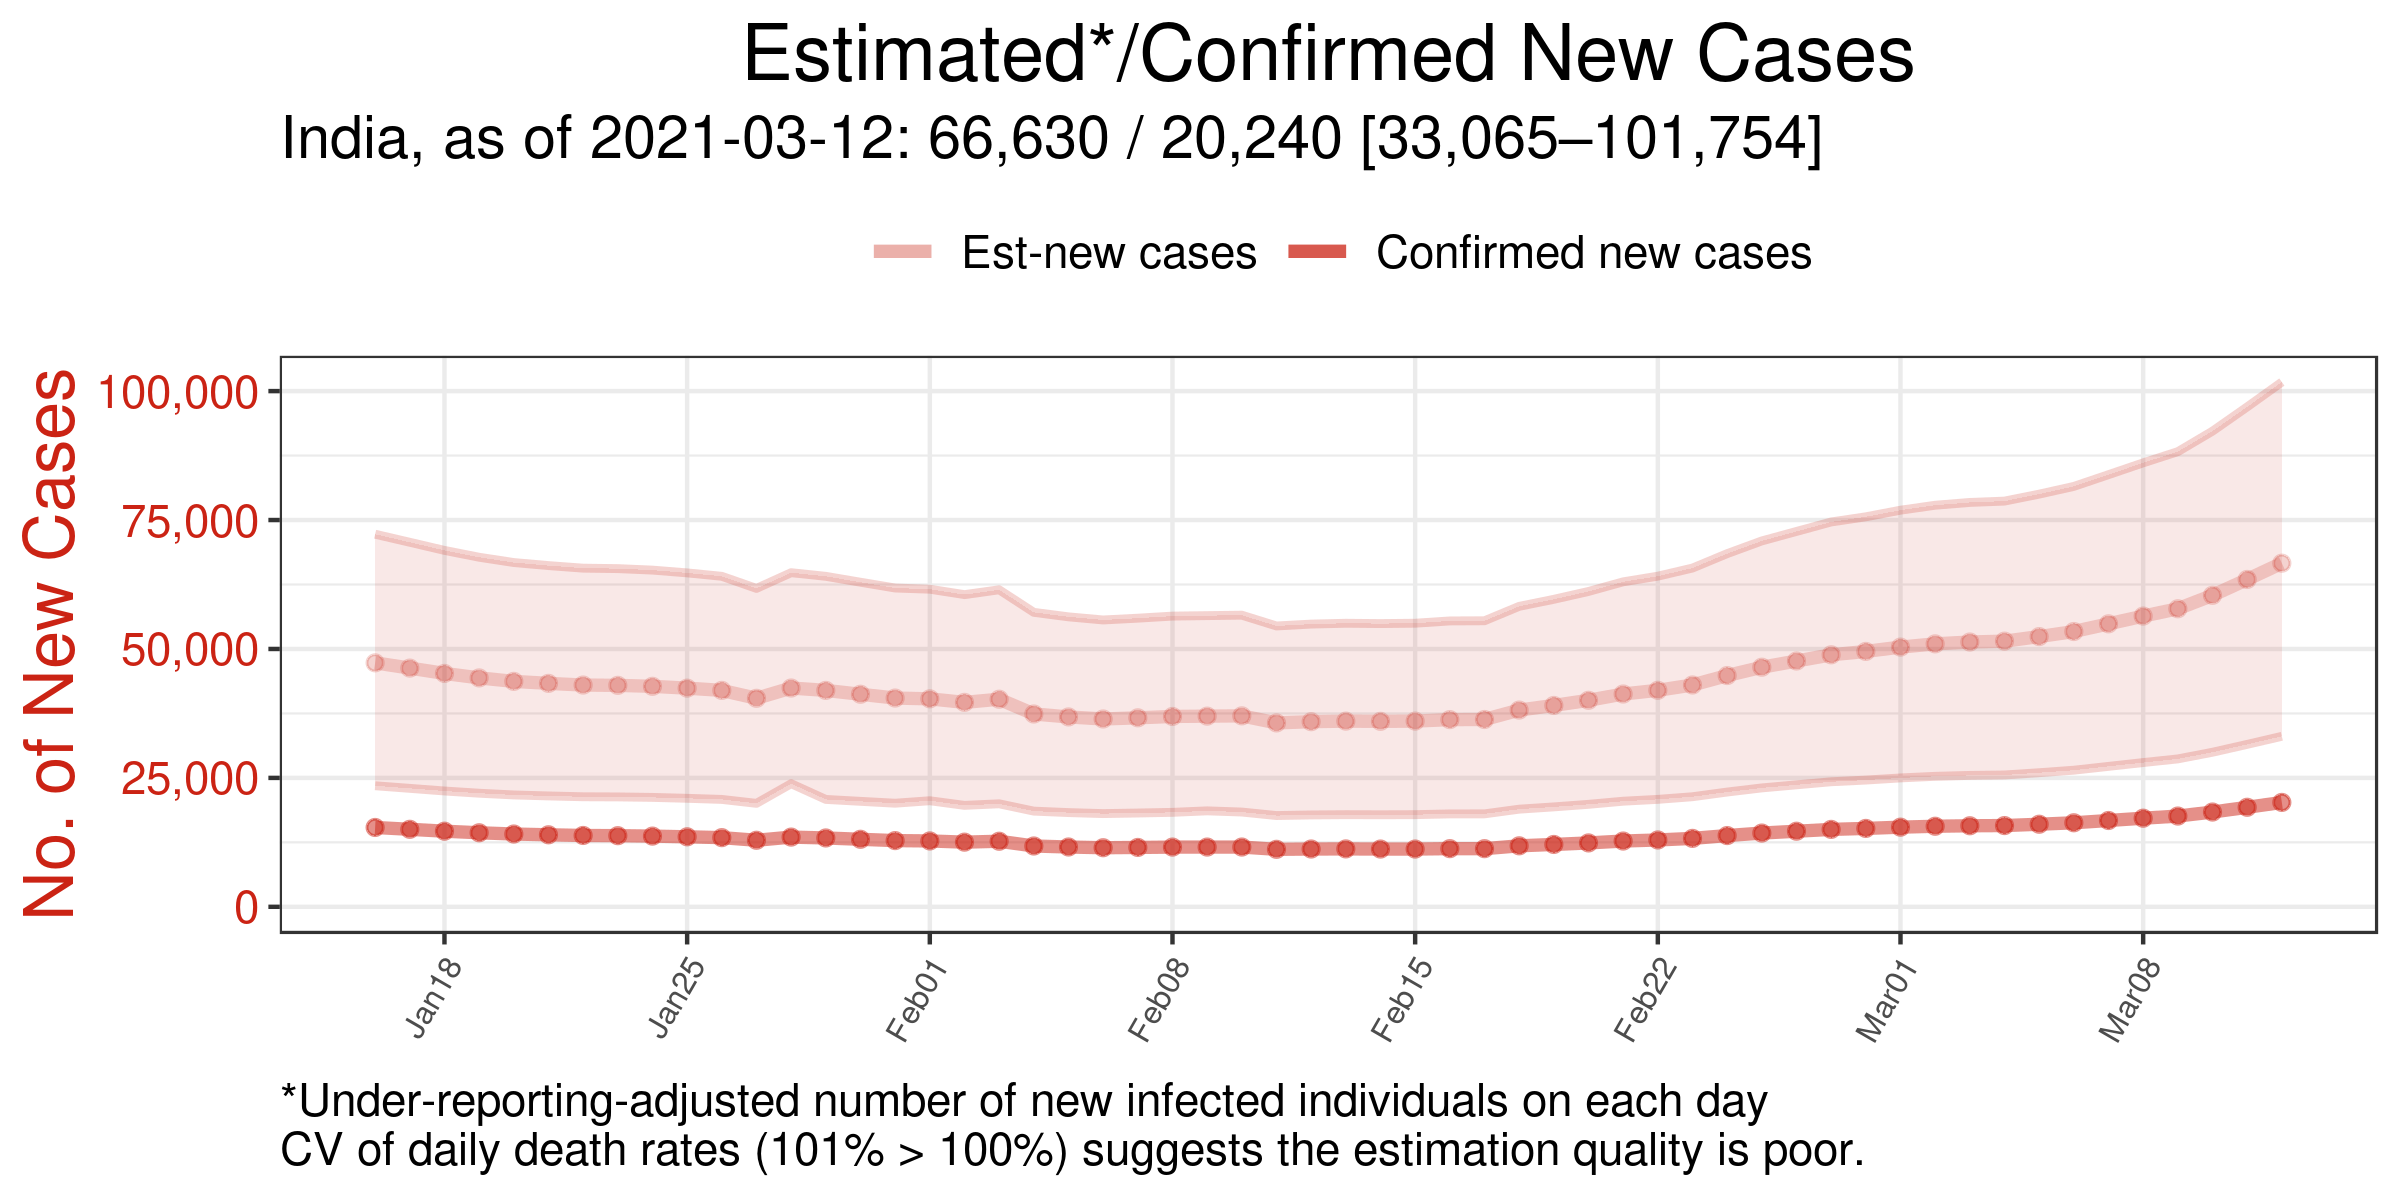 Estimated*/Confirmed New Cases
India, as of 2021-03-12: 66,630 / 20,240 [33,065–101,754]
Est-new cases
Confirmed new cases
No. of New Cases
100,000
75,000
50,000
25,000
0
Jan18
Jan25
Feb01
Feb08
Feb15
Feb22
Mar01
Mar08
*Under-reporting-adjusted number of new infected individuals on each day
CV of daily death rates (101% > 100%) suggests the estimation quality is poor.